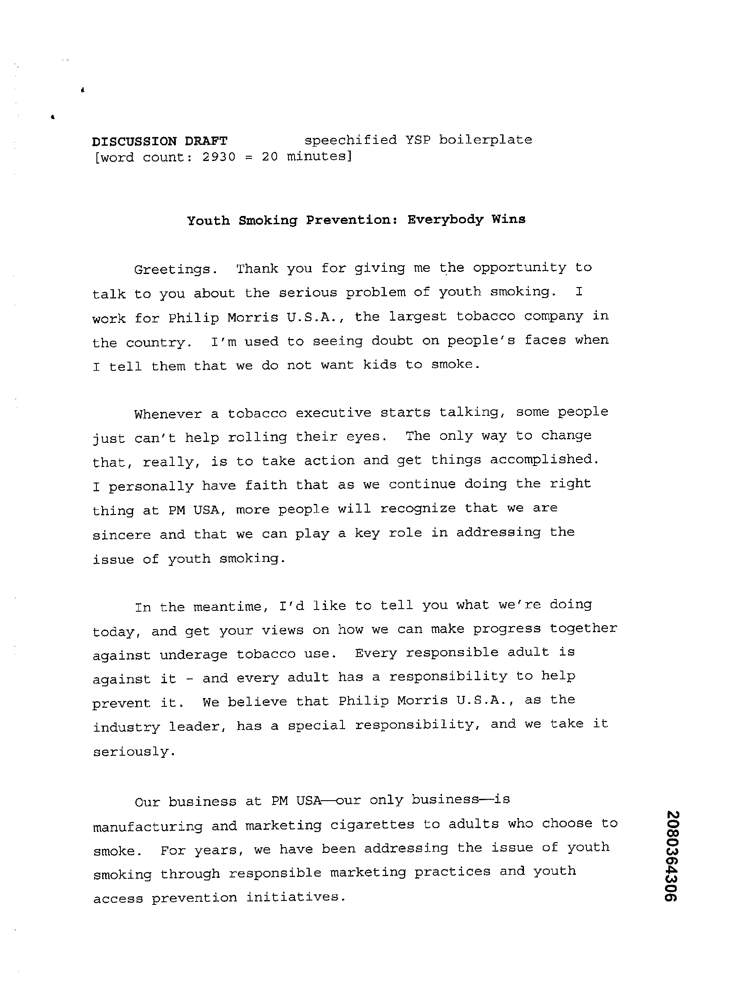 DISCUSSION DRAFT speechified YSP boilerplate
[word count: 2930 = 20 minutes]
Youth Smoking Prevention: Everybody Wins
Greetings. Thank you for giving me the opportunity to
talk to you about the serious problem of youth smoking. I
work for Philip Morris U.S.A., the largest tobacco company in
the country. I'm used to seeing doubt on people's faces when
I tell them that we do not want kids to smoke.
Whenever a tobacco executive starts talking, some people
just can't help rolling their eyes. The only way to change
that, really, is to take action and get things accomplished.
I personally have faith that as we continue doing the right
thing at PM USA, more people will recognize that we are
sincere and that we can play a key role in addressing the
issue of youth smoking.
In the meantime, I'd like to tell you what we're doing
today, and get your views on how we can make progress together
against underage tobacco use. Every responsible adult is
against it – and every adult has a responsibility to help
prevent it. We believe that Philip Morris U.S.A., as the
industry leader, has a special responsibility, and we take it
seriously.
Our business at PM USA—our only business—is
manufacturing and marketing cigarettes to adults who choose to
smoke. For years, we have been addressing the issue of youth
smoking through responsible marketing practices and youth
access prevention initiatives.
2080364306